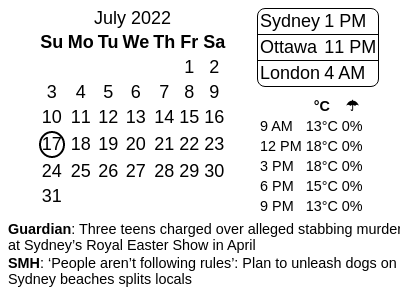 July 2022
Su Mo Tu We Th Fr Sa
1 2
3 4 5 6 7 8 9
10 11 12 13 14 15 16
17 18 19 20 21 22 23
24 25 26 27 28 29 30
31
Sydney 1 PM
Ottawa 11 PM
London 4 AM
°C ☂
9 AM 13°C 0%
12 PM 18°C 0%
3 PM 18°C 0%
6 PM 15°C 0%
9 PM 13°C 0%
Guardian: Three teens charged over alleged stabbing murder
at Sydney’s Royal Easter Show in April
SMH: ‘People aren’t following rules’: Plan to unleash dogs on
Sydney beaches splits locals